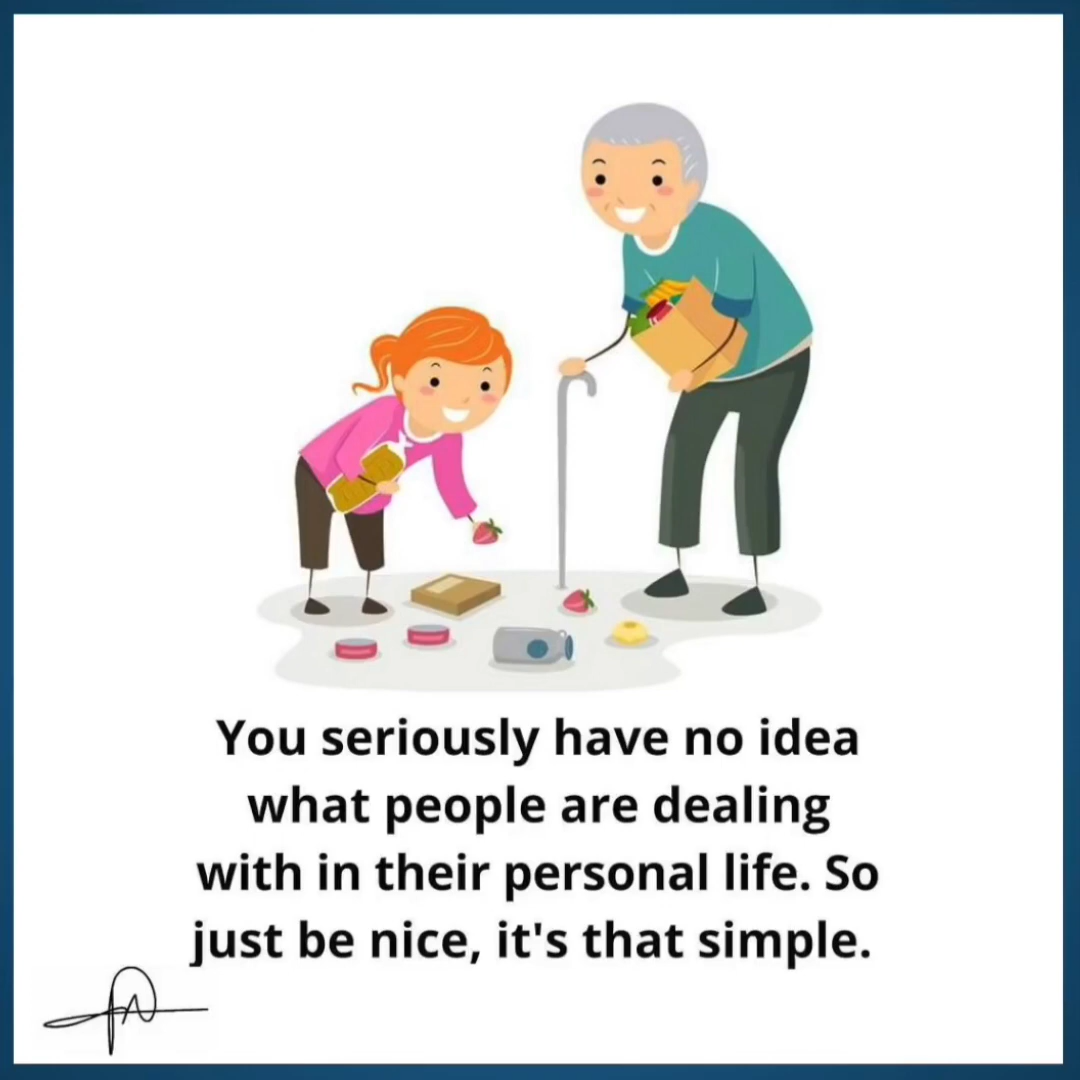 You seriously have no idea
what people are dealing
with in their personal life. So
just be nice, it's that simple.